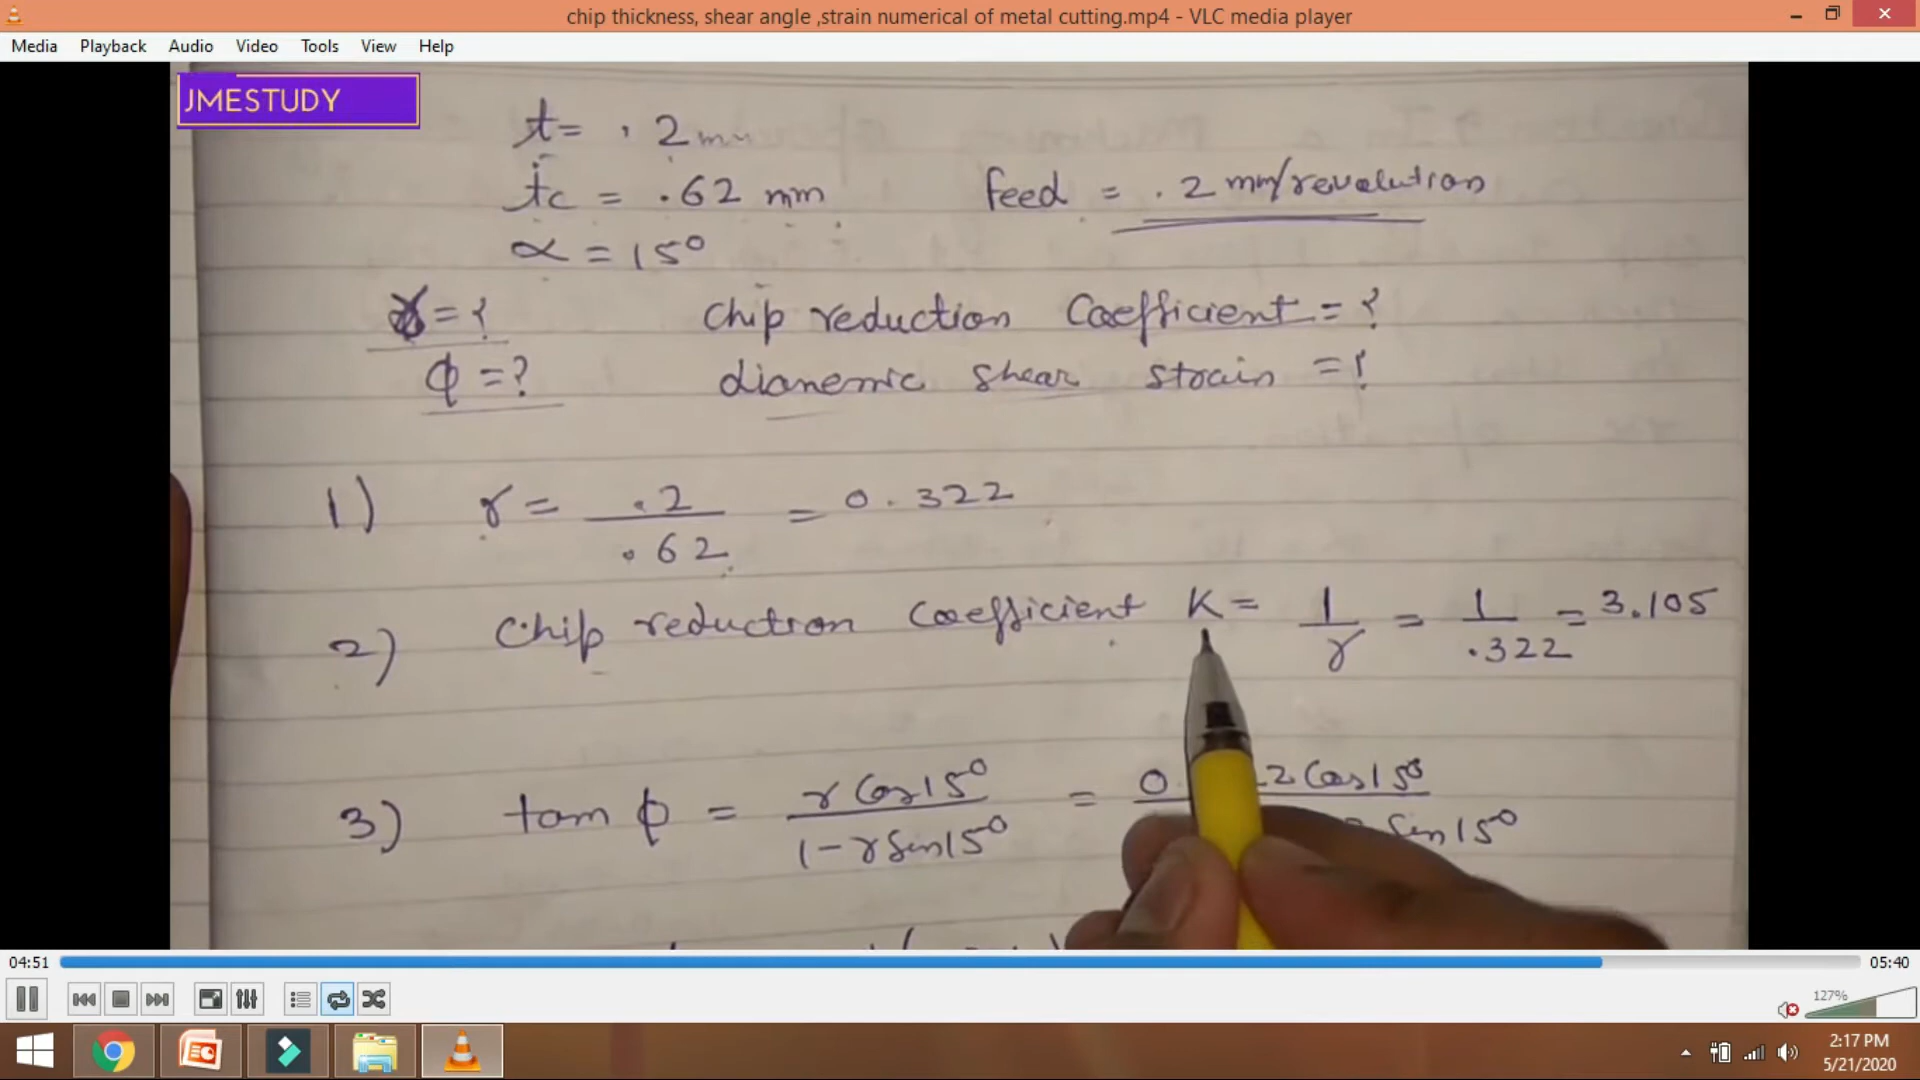 chip thickness, shear angle ,strain numerical of metal cutting.mp4 - VLC media player
Media Playback Audio Video Tools View Help
JMESTUDY
t = .2 mm
tc = .62 mm
feed = .2 mm/revolution
α = 15°
r = ?
Chip reduction Coefficient = ?
ϕ = ?
dianemic shear strain = ?
1) r = .2 / .62 = 0.322
2) Chip reduction Coefficient K = 1/r = 1/.322 = 3.105
3) tan ϕ = r Cos15° / 1-r Sin15° = 0. 2 Cos15° / Sin15°
04:51
05:40
127%
2:17 PM
5/21/2020